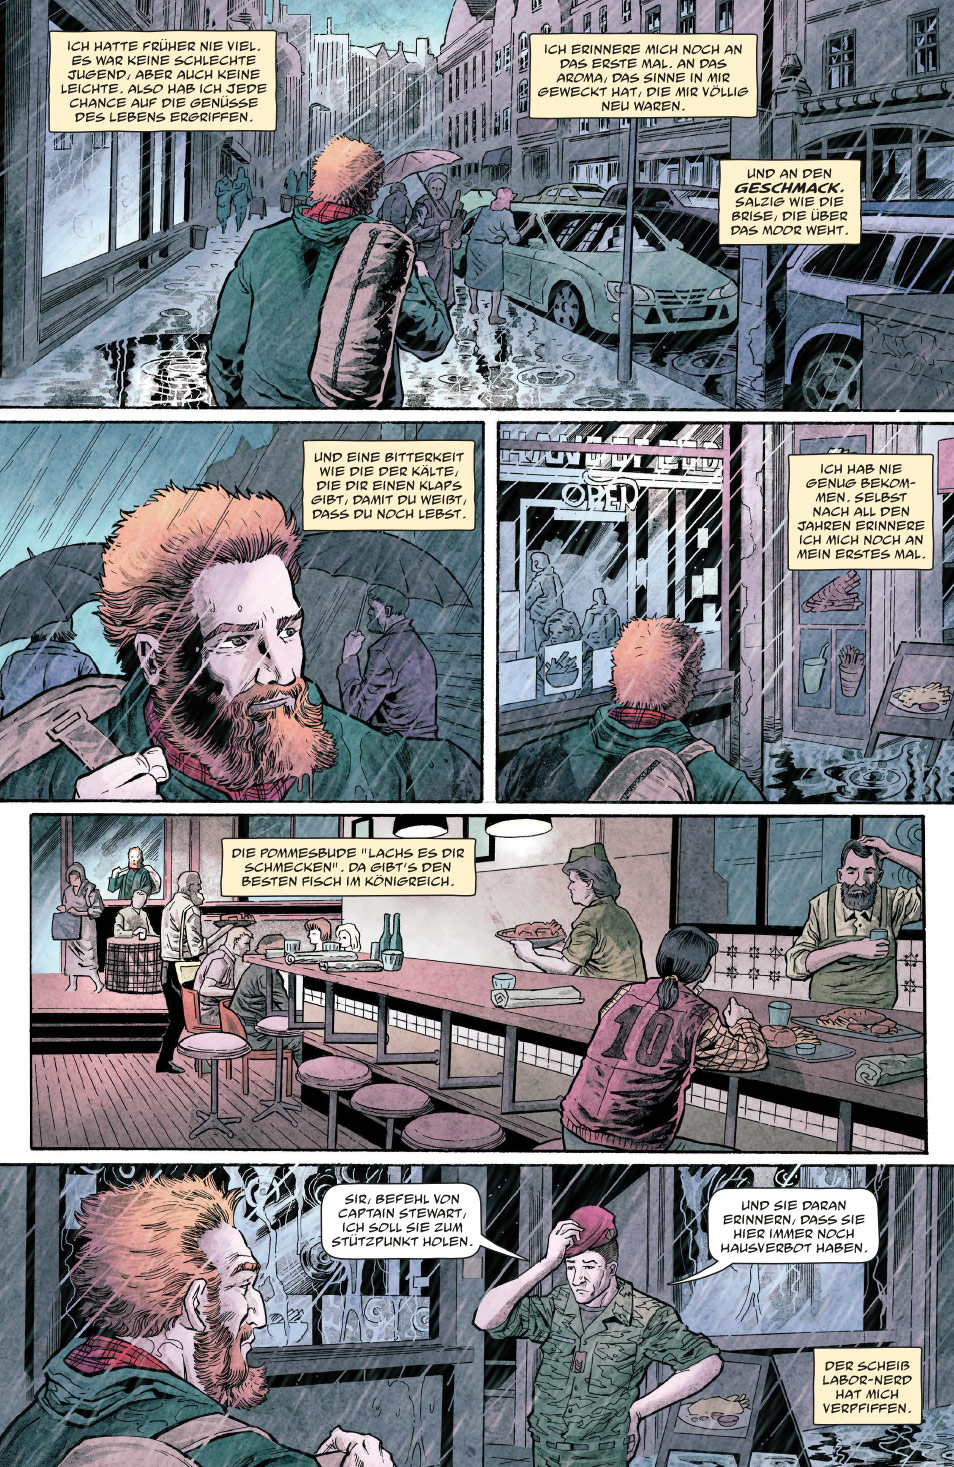 ICH HATTE FRÜHER NIE VIEL.
ES WAR KEINE SCHLECHTE
JUGEND, ABER AUCH KEINE
LEICHTE. ALSO HAB ICH JEDE
CHANCE AUF DIE GENÜSSE
DES LEBENS ERGRIFFEN.
ICH ERINNERE MICH NOCH AN
DAS ERSTE MAL. AN DAS
AROMA, DAS SINNE IN MIR
GEWECKT HAT, DIE MIR VÖLLIG
NEU WAREN.
UND AN DEN
GESCHMACK.
SALZIG WIE DIE
BRISE, DIE ÜBER
DAS MOOR WEHT.
UND EINE BITTERKEIT
WIE DIE DER KÄLTE,
DIE DIR EINEN KLAPS
GIBT, DAMIT DU WEIBT,
DASS DU NOCH LEBST.
OPEN
ICH HAB NIE
GENUG BEKOM-
MEN. SELBST
NACH ALL DEN
JAHREN ERINNERE
ICH MICH NOCH AN
MEIN ERSTES MAL.
DIE POMMESBUDE "LACHS ES DIR
SCHMECKEN". DA GIBT'S DEN
BESTEN FISCH IM KÖNIGREICH.
10
SIR, BEFEHL VON
CAPTAIN STEWART,
ICH SOLL SIE ZUM
STÜTZPUNKT HOLEN.
UND SIE DARAN
ERINNERN, DASS SIE
HIER IMMER NOCH
HAUSVERBOT HABEN.
DER SCHEIB
LABOR-NERD
HAT MICH
VERPFIFFEN.